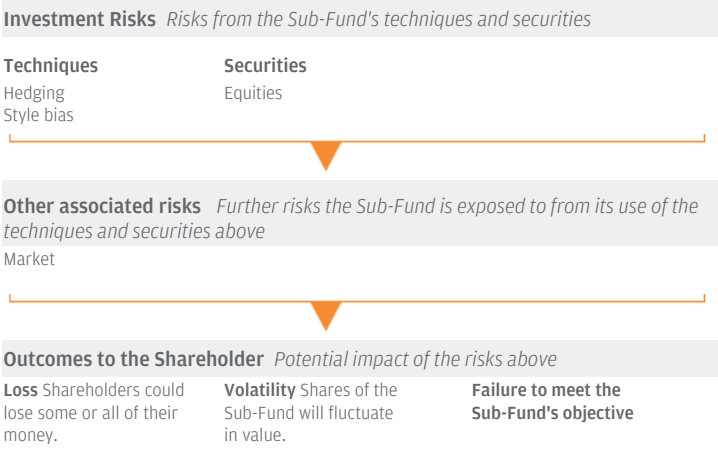 Investment Risks Risks from the Sub-Fund's techniques and securities
Techniques
Hedging
Style bias
Securities
Equities
Other associated risks Further risks the Sub-Fund is exposed to from its use of the
techniques and securities above
Market
Outcomes to the Shareholder Potential impact of the risks above
Loss Shareholders could
lose some or all of their
money.
Volatility Shares of the
Sub-Fund will fluctuate
in value.
Failure to meet the
Sub-Fund's objective